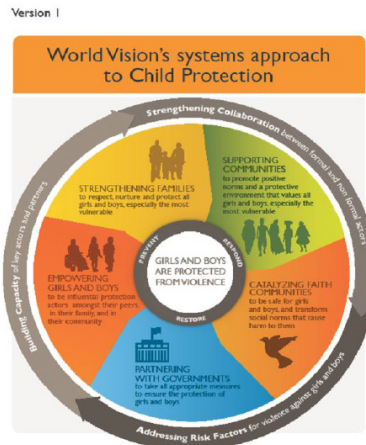 Version 1
World Vision's systems approach
to Child Protection
Strengthening Collaboration between formal and non formal actors
STRENGTHENING FAMILIES
to respect, nurture and protect all
girls and boys, especially the most
vulnerable
SUPPORTING
COMMUNITIES
to promote positive
norms and a protective
environment that values all
girls and boys, especially
the most vulnerable
EMPOWERING
GIRLS AND BOYS
to be influential protection
actors amongst their peers,
in their family, and in
their community
PREVENT
RESPOND
RESTORE
GIRLS AND BOYS
ARE PROTECTED
FROM VIOLENCE
CATALYZING FAITH
COMMUNITIES
to be safe for girls
and boys, and transform
social norms that cause
harm to them
PARTNERING
WITH GOVERNMENTS
to take all appropriate measures
to ensure the protection of
girls and boys
Building Capacity of key actors and partners
Addressing Risk Factors for violence against girls and boys